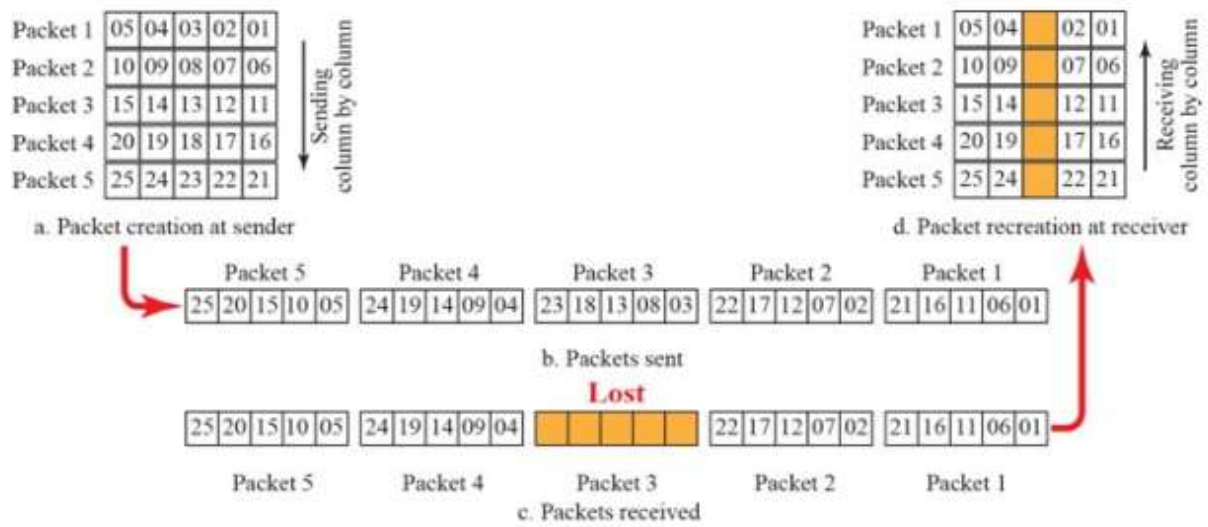 Packet 1 05 04 03 02 01
Packet 2 10 09 08 07 06
Packet 3 15 14 13 12 11
Packet 4 20 19 18 17 16
Packet 5 25 24 23 22 21
Sending
column by column
a. Packet creation at sender
Packet 1 05 04 02 01
Packet 2 10 09 07 06
Packet 3 15 14 12 11
Packet 4 20 19 17 16
Packet 5 25 24 22 21
Receiving
column by column
d. Packet recreation at receiver
Packet 5 Packet 4 Packet 3 Packet 2 Packet 1
25 20 15 10 05 24 19 14 09 04 23 18 13 08 03 22 17 12 07 02 21 16 11 06 01
b. Packets sent
Lost
25 20 15 10 05 24 19 14 09 04 22 17 12 07 02 21 16 11 06 01
Packet 5 Packet 4 Packet 3 Packet 2 Packet 1
c. Packets received